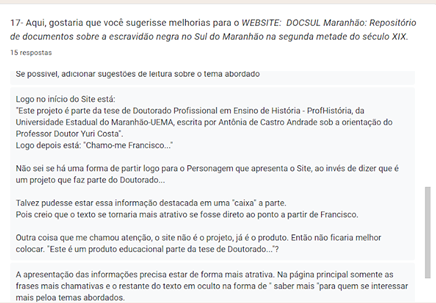 17- Aqui, gostaria que você sugerisse melhorias para o WEBSITE: DOCSUL Maranhão: Repositório
de documentos sobre a escravidão negra no Sul do Maranhão na segunda metade do século XIX.
15 respostas
Se possível, adicionar sugestões de leitura sobre o tema abordado
Logo no início do Site está:
"Este projeto é parte da tese de Doutorado Profissional em Ensino de História - ProfHistória, da
Universidade Estadual do Maranhão-UEMA, escrita por Antônia de Castro Andrade sob a orientação do
Professor Doutor Yuri Costa".
Logo depois está: "Chamo-me Francisco..."
Não sei se há uma forma de partir logo para o Personagem que apresenta o Site, ao invés de dizer que é
um projeto que faz parte do Doutorado...
Talvez pudesse estar essa informação destacada em uma "caixa" a parte.
Pois creio que o texto se tornaria mais atrativo se fosse direto ao ponto a partir de Francisco.
Outra coisa que me chamou atenção, o site não é o projeto, já é o produto. Então não ficaria melhor
colocar. "Este é um produto educacional parte da tese de Doutorado..."?
A apresentação das informações precisa estar de forma mais atrativa. Na página principal somente as
frases mais chamativas e o restante do texto em oculto na forma de " saber mais "para quem se interessar
mais pelos temas abordados.